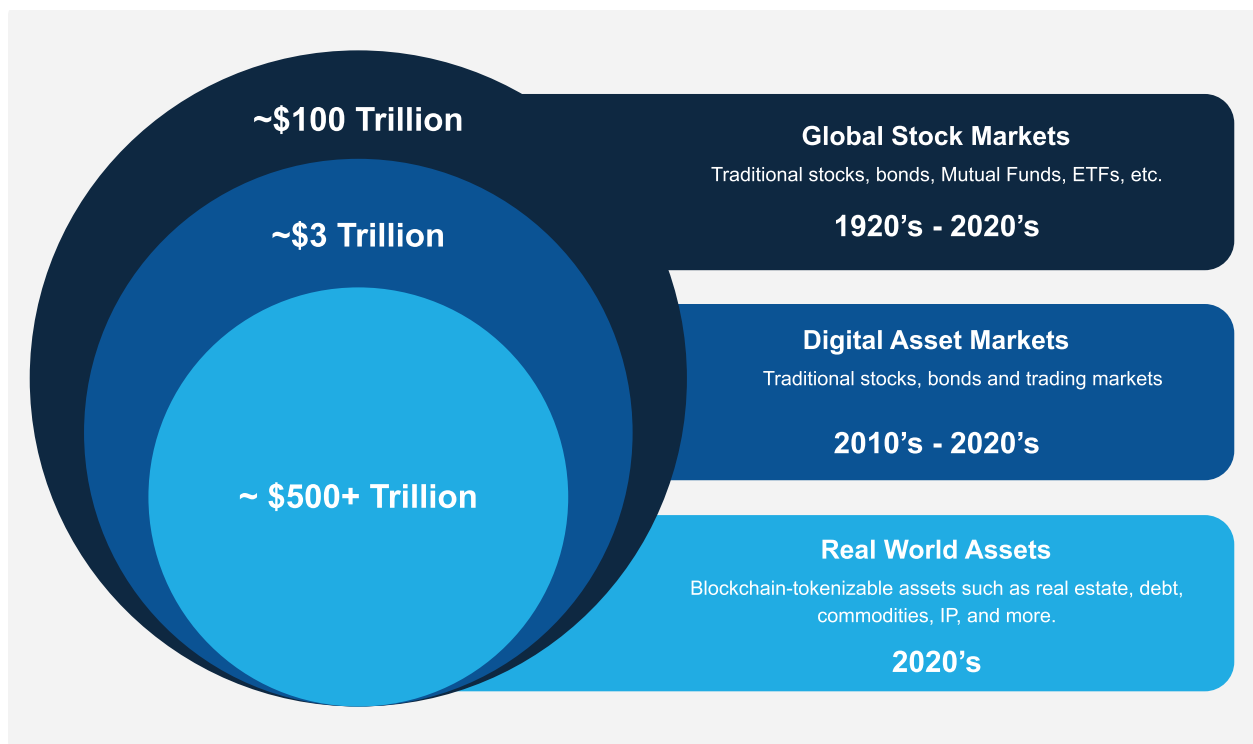 ~$100 Trillion
~$3 Trillion
~ $500+ Trillion
Global Stock Markets
Traditional stocks, bonds, Mutual Funds, ETFs, etc.
1920’s - 2020’s
Digital Asset Markets
Traditional stocks, bonds and trading markets
2010’s - 2020’s
Real World Assets
Blockchain-tokenizable assets such as real estate, debt,
commodities, IP, and more.
2020’s